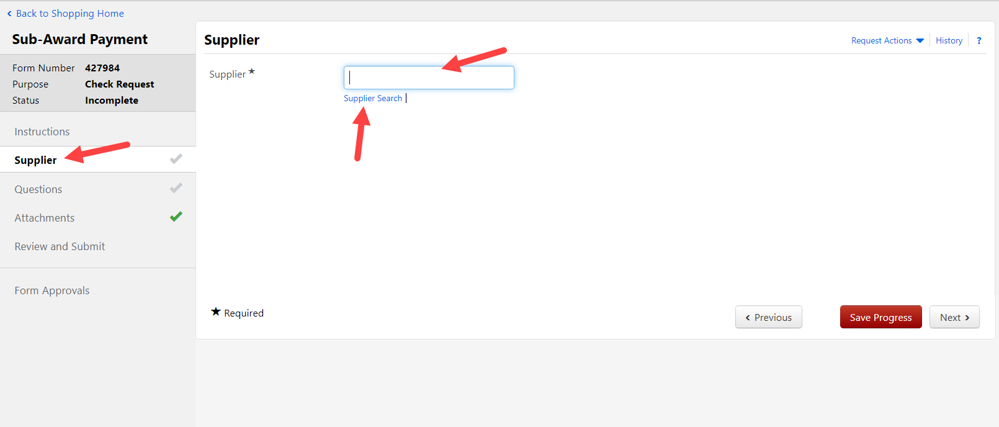 Back to Shopping Home
Sub-Award Payment
Form Number 427984
Purpose Check Request
Status Incomplete
Instructions
Supplier
Questions
Attachments
Review and Submit
Form Approvals
Supplier
Request Actions History ?
Supplier ★
Supplier Search |
★ Required
‹ Previous
Save Progress
Next ›